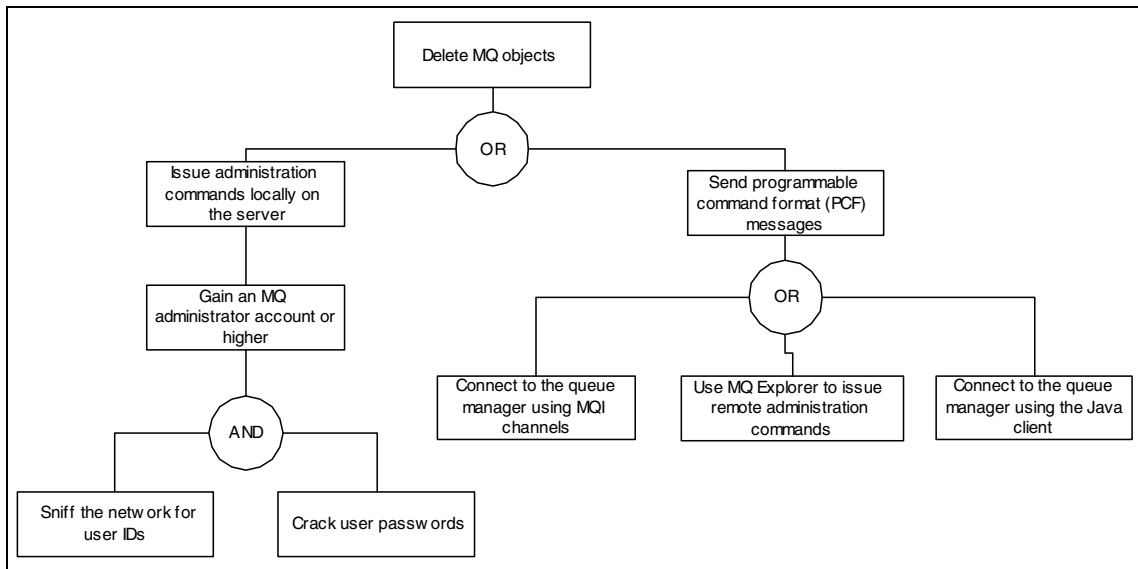 Delete MQ objects
OR
Issue administration
commands locally on
the server
Send programmable
command format (PCF)
messages
Gain an MQ
administrator account or
higher
OR
Connect to the queue
manager using MQI
channels
Use MQ Explorer to issue
remote administration
commands
Connect to the queue
manager using the Java
client
AND
Sniff the network for
user IDs
Crack user passwords